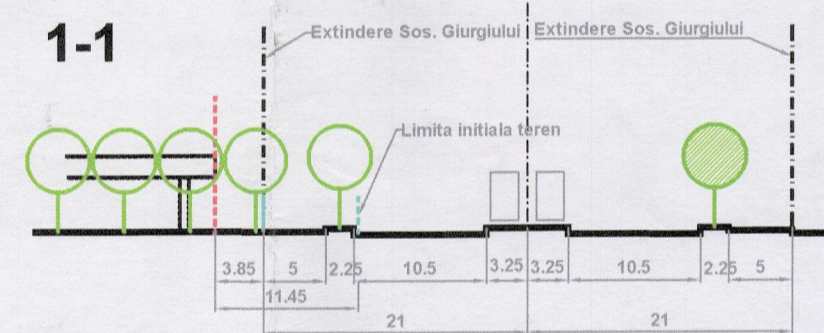 1-1
Extindere Sos. Giurgiului
Extindere Sos. Giurgiului
Limita initiala teren
3.85 5 2.25 10.5 3.25 3.25 10.5 2.25 5
11.45
21 21